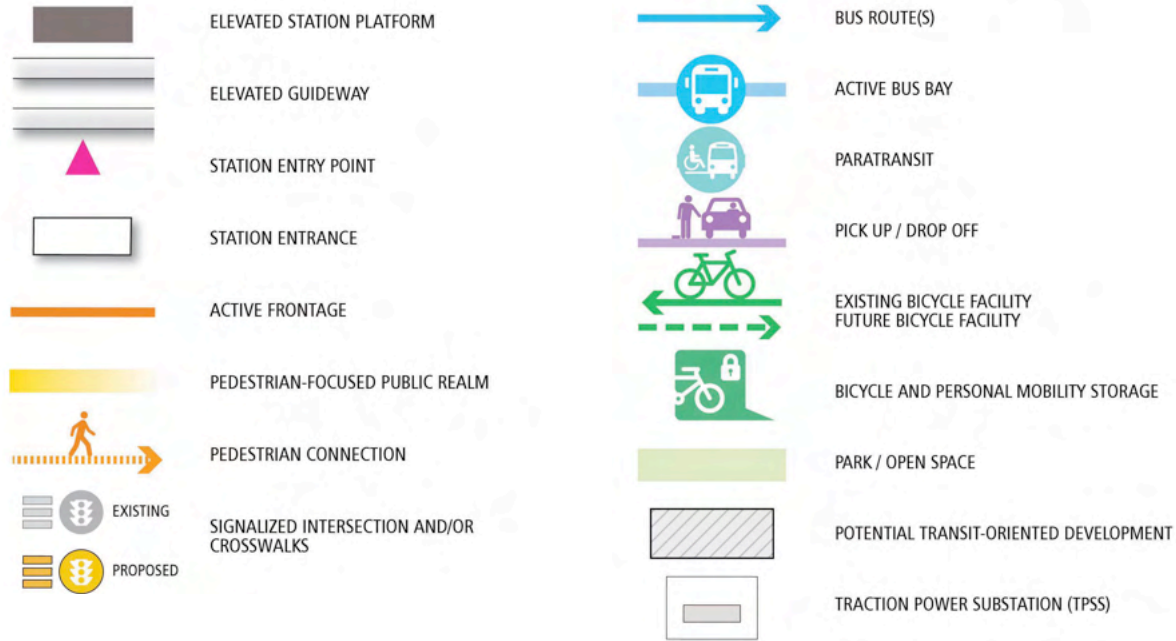 ELEVATED STATION PLATFORM
ELEVATED GUIDEWAY
STATION ENTRY POINT
STATION ENTRANCE
ACTIVE FRONTAGE
PEDESTRIAN-FOCUSED PUBLIC REALM
PEDESTRIAN CONNECTION
EXISTING
PROPOSED
SIGNALIZED INTERSECTION AND/OR
CROSSWALKS
BUS ROUTE(S)
ACTIVE BUS BAY
PARATRANSIT
PICK UP / DROP OFF
EXISTING BICYCLE FACILITY
FUTURE BICYCLE FACILITY
BICYCLE AND PERSONAL MOBILITY STORAGE
PARK / OPEN SPACE
POTENTIAL TRANSIT-ORIENTED DEVELOPMENT
TRACTION POWER SUBSTATION (TPSS)